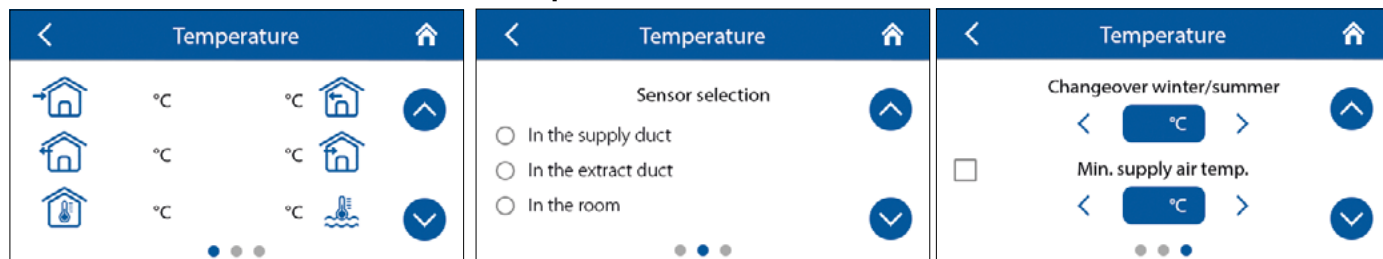 Temperature
°C °C
°C °C
°C °C
Temperature
Sensor selection
In the supply duct
In the extract duct
In the room
Temperature
Changeover winter/summer
°C
Min. supply air temp.
°C